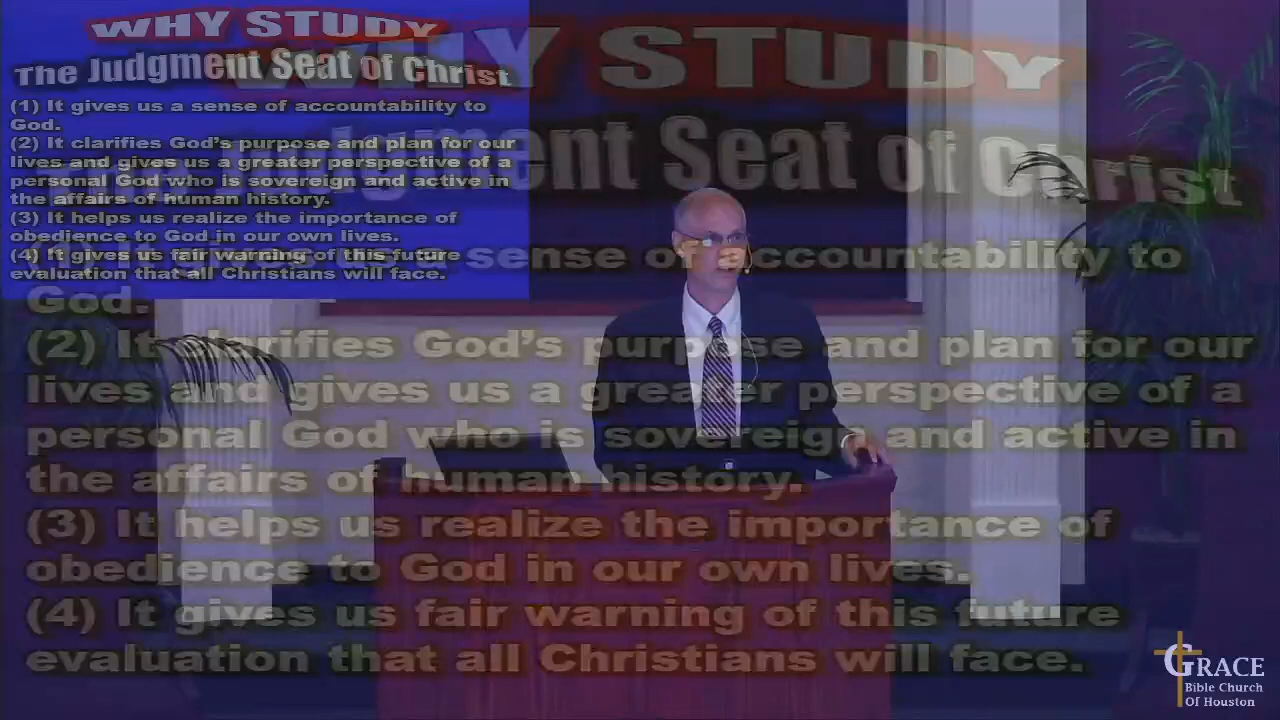 WHY STUDY
The Judgment Seat of Christ
(1) It gives us a sense of accountability to
God.
(2) It clarifies God's purpose and plan for our
lives and gives us a greater perspective of a
personal God who is sovereign and active in
the affairs of human history.
(3) It helps us realize the importance of
obedience to God in our own lives.
(4) It gives us fair warning of this future
evaluation that all Christians will face.
WHY STUDY
Judgment Seat of Christ
sense of accountability to
God.
(2) It clarifies God's purpose and plan for our
lives and gives us a greater perspective of a
personal God who is sovereign and active in
the affairs of human history.
(3) It helps us realize the importance of
obedience to God in our own lives.
(4) It gives us fair warning of this future
evaluation that all Christians will face.
GRACE
Bible Church
Of Houston